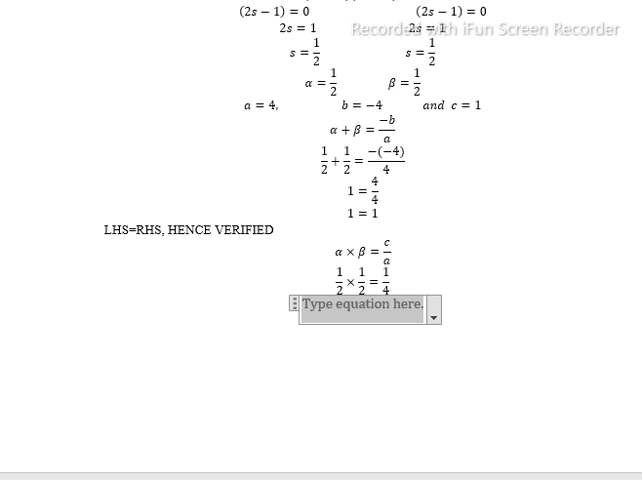 (2s − 1) = 0 (2s − 1) = 0
2s = 1 2s = 1
Recorded with iFun Screen Recorder
s = 1/2 s = 1/2
α = 1/2 β = 1/2
a = 4, b = −4 and c = 1
α + β = −b/a
1/2 + 1/2 = −(−4)/4
1 = 4/4
1 = 1
LHS=RHS, HENCE VERIFIED
α × β = c/a
1/2 × 1/2 = 1/4
Type equation here.